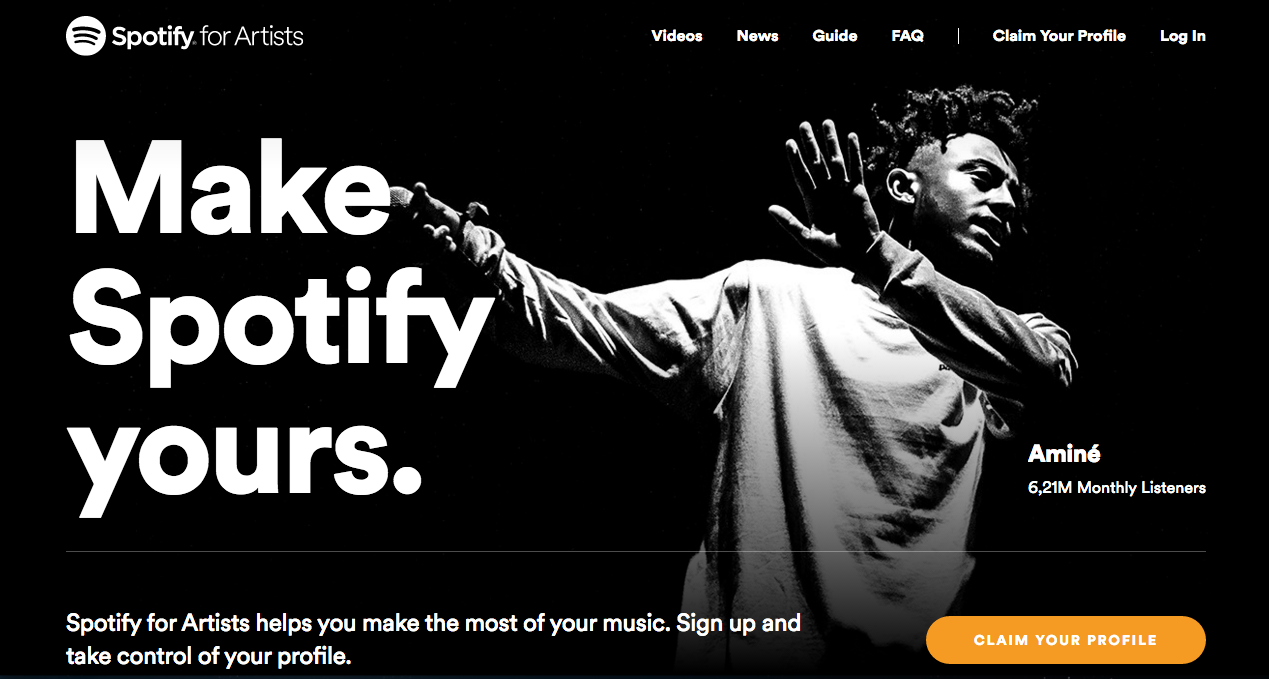 Spotify for Artists
Videos News Guide FAQ Claim Your Profile Log In
Make
Spotify
yours.
Aminé
6,21M Monthly Listeners
Spotify for Artists helps you make the most of your music. Sign up and
take control of your profile.
CLAIM YOUR PROFILE